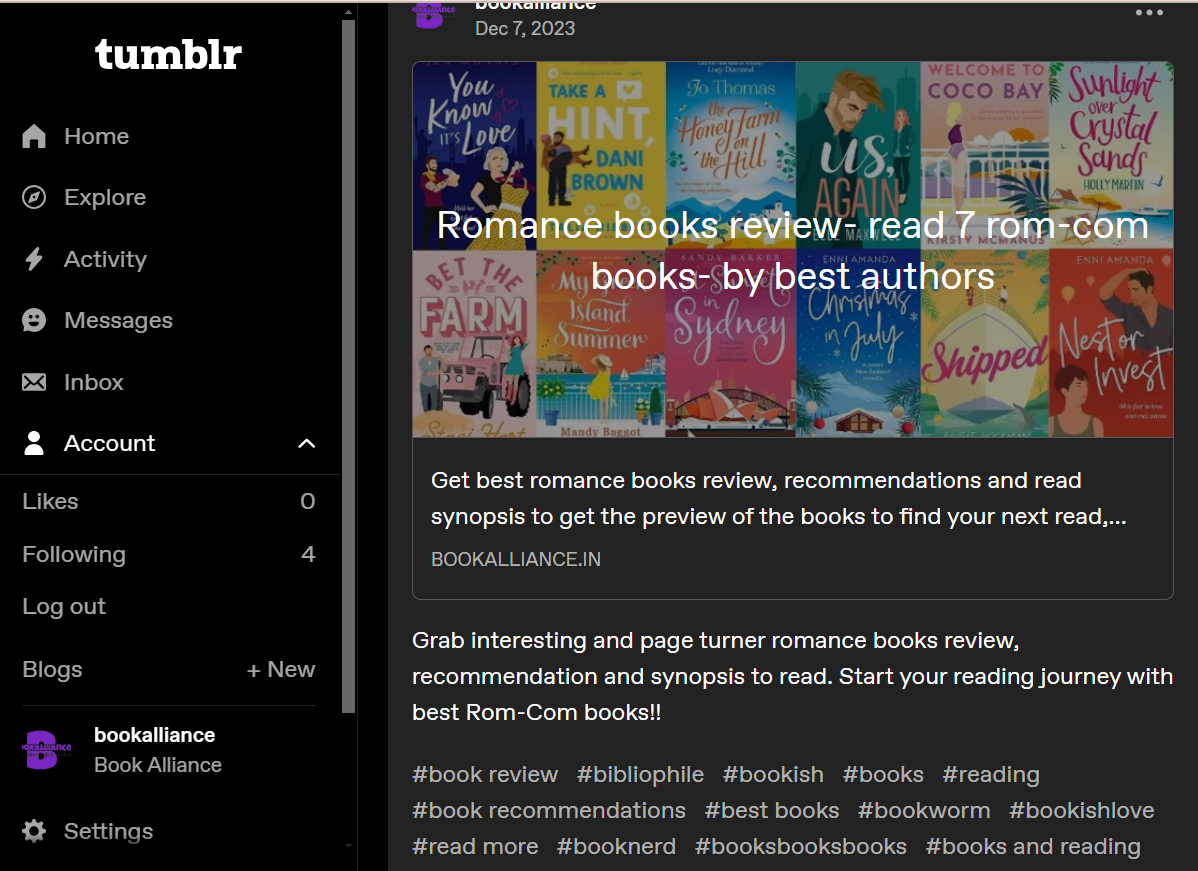 tumblr
Home
Explore
Activity
Messages
Inbox
Account
Likes 0
Following 4
Log out
Blogs + New
bookalliance
Book Alliance
Settings
bookalliance
Dec 7, 2023
You
Know
IT'S Love
TAKE A
HINT,
DANI
BROWN
Jo Thomas
the
Honey Farm
on
the Hill
us,
AGAIN
WELCOME TO
COCO BAY
KIRSTY MCMANUS
Sunlight
over
Crystal
Sands
HOLLY MARTIN
Romance books review- read 7 rom-com
books- by best authors
BET THE
FARM
Staci Hart
My Greek
Island
Summer
Mandy Baggot
SANDY BARKER
in
Sydney
ENNI AMANDA
Christmas
in July
Shipped
ENNI AMANDA
Nest or
Invest
Get best romance books review, recommendations and read
synopsis to get the preview of the books to find your next read,...
BOOKALLIANCE.IN
Grab interesting and page turner romance books review,
recommendation and synopsis to read. Start your reading journey with
best Rom-Com books!!
#book review #bibliophile #bookish #books #reading
#book recommendations #best books #bookworm #bookishlove
#read more #booknerd #booksbooksbooks #books and reading